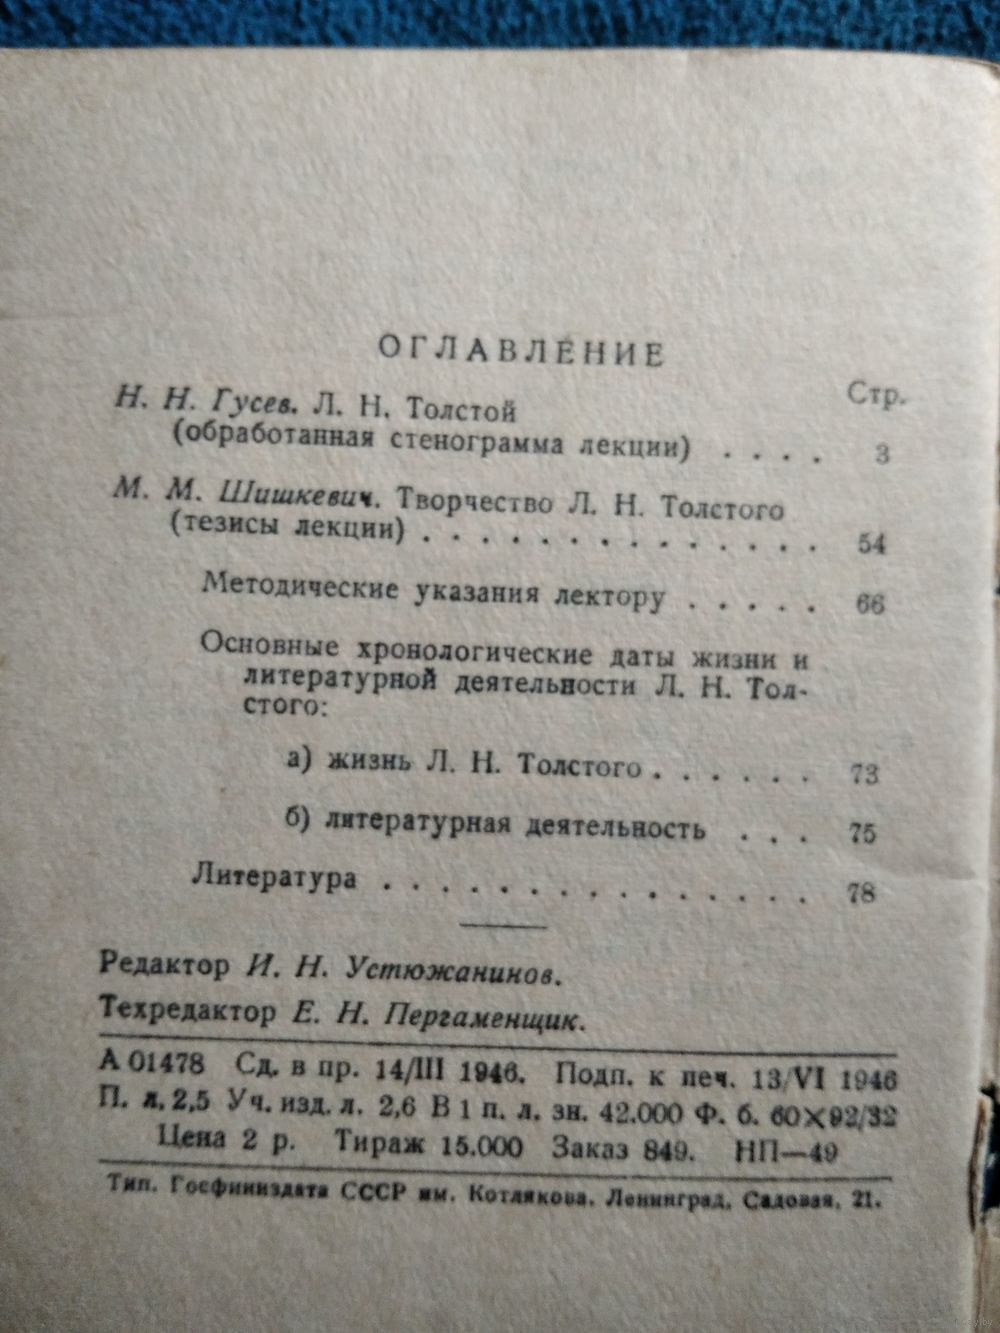 ОГЛАВЛЕНИЕ
Стр.
Н. Н. Гусев. Л. Н. Толстой
(обработанная стенограмма лекции) . . . . 3
М. М. Шишкевич. Творчество Л. Н. Толстого
(тезисы лекции) . . . . . . . . . . . . . . 54
Методические указания лектору . . . . . 66
Основные хронологические даты жизни и
литературной деятельности Л. Н. Тол-
стого:
а) жизнь Л. Н. Толстого . . . . . . 73
б) литературная деятельность . . . 75
Литература . . . . . . . . . . . . . . . 78
Редактор И. Н. Устюжанинов.
Техредактор Е. Н. Пергаменщик.
А 01478 Сд. в пр. 14/III 1946. Подп. к печ. 13/VI 1946
П. л. 2,5 Уч. изд. л. 2,6 В 1 п. л. зн. 42.000 Ф. б. 60×92/32
Цена 2 р. Тираж 15.000 Заказ 849. НП—49
Тип. Госфиниздата СССР им. Котлякова. Ленинград, Садовая, 21.